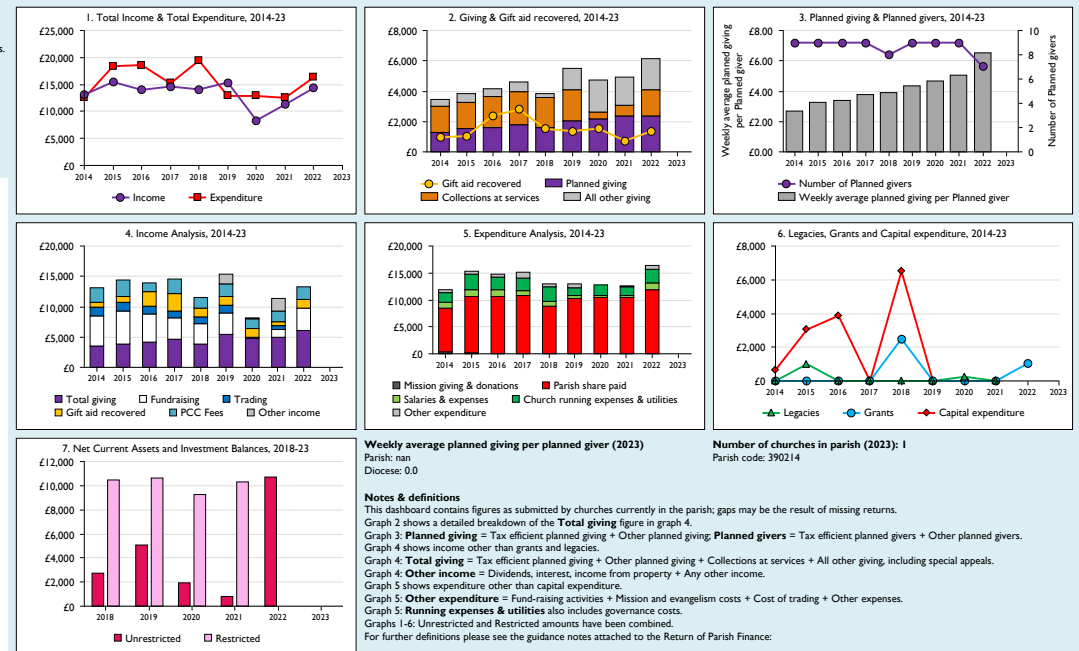 s.
1. Total Income & Total Expenditure, 2014-23
£25,000
£20,000
£15,000
£10,000
£5,000
£0
2014 2015 2016 2017 2018 2019 2020 2021 2022 2023
Income Expenditure
2. Giving & Gift aid recovered, 2014-23
£8,000
£6,000
£4,000
£2,000
£0
2014 2015 2016 2017 2018 2019 2020 2021 2022 2023
Gift aid recovered Planned giving
Collections at services All other giving
3. Planned giving & Planned givers, 2014-23
Weekly average planned giving
per Planned giver
£8.00
£6.00
£4.00
£2.00
£0.00
10
8
6
4
2
0
Number of Planned givers
2014 2015 2016 2017 2018 2019 2020 2021 2022 2023
Number of Planned givers
Weekly average planned giving per Planned giver
4. Income Analysis, 2014-23
£20,000
£15,000
£10,000
£5,000
£0
2014 2015 2016 2017 2018 2019 2020 2021 2022 2023
Total giving Fundraising Trading
Gift aid recovered PCC Fees Other income
5. Expenditure Analysis, 2014-23
£20,000
£15,000
£10,000
£5,000
£0
2014 2015 2016 2017 2018 2019 2020 2021 2022 2023
Mission giving & donations Parish share paid
Salaries & expenses Church running expenses & utilities
Other expenditure
6. Legacies, Grants and Capital expenditure, 2014-23
£8,000
£6,000
£4,000
£2,000
£0
2014 2015 2016 2017 2018 2019 2020 2021 2022 2023
Legacies Grants Capital expenditure
7. Net Current Assets and Investment Balances, 2018-23
£12,000
£10,000
£8,000
£6,000
£4,000
£2,000
£0
2018 2019 2020 2021 2022 2023
Unrestricted Restricted
Weekly average planned giving per planned giver (2023)
Parish: nan
Diocese: 0.0
Number of churches in parish (2023): 1
Parish code: 390214
Notes & definitions
This dashboard contains figures as submitted by churches currently in the parish; gaps may be the result of missing returns.
Graph 2 shows a detailed breakdown of the Total giving figure in graph 4.
Graph 3: Planned giving = Tax efficient planned giving + Other planned giving; Planned givers = Tax efficient planned givers + Other planned givers.
Graph 4 shows income other than grants and legacies.
Graph 4: Total giving = Tax efficient planned giving + Other planned giving + Collections at services + All other giving, including special appeals.
Graph 4: Other income = Dividends, interest, income from property + Any other income.
Graph 5 shows expenditure other than capital expenditure.
Graph 5: Other expenditure = Fund-raising activities + Mission and evangelism costs + Cost of trading + Other expenses.
Graph 5: Running expenses & utilities also includes governance costs.
Graphs 1-6: Unrestricted and Restricted amounts have been combined.
For further definitions please see the guidance notes attached to the Return of Parish Finance: